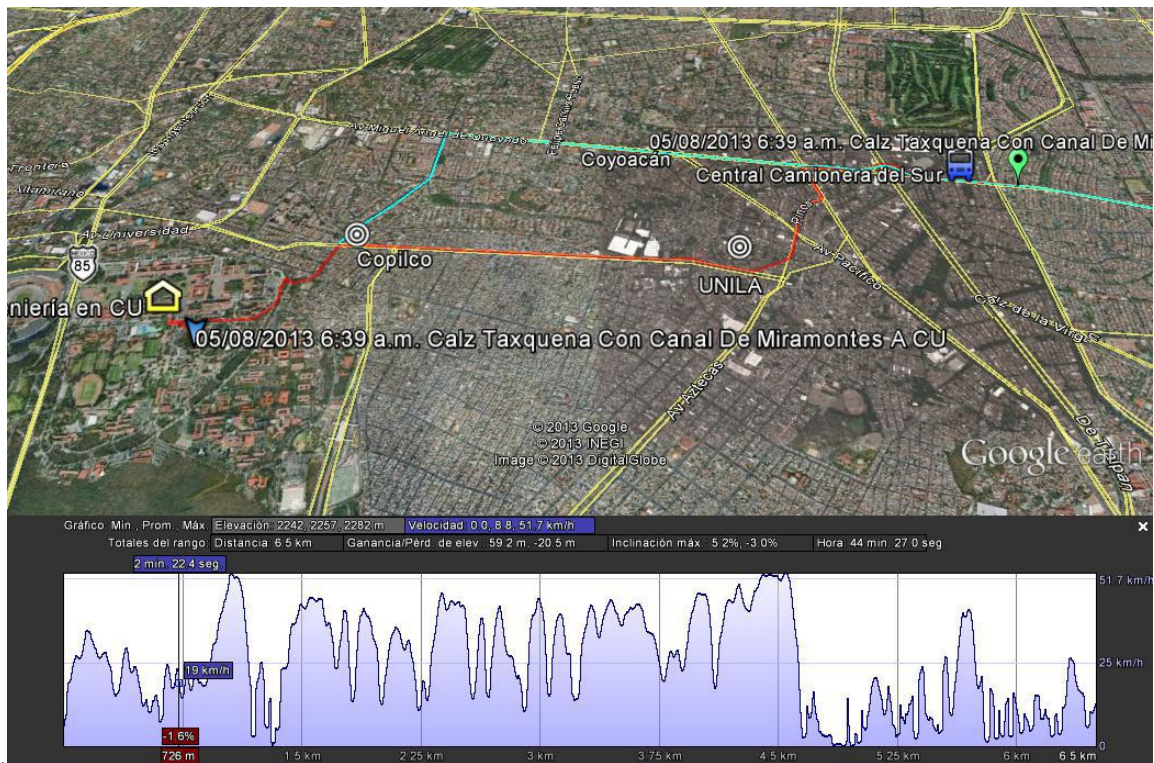 Av Miguel Angel de Quevedo
05/08/2013 6:39 a.m. Calz Taxquena Con Canal De Mi
Coyoacán
Central Camionera del Sur
Frontera
Altamirano
Av Universidad
MEXICO
85
Copilco
UNILA
Av Pacífico
niería en CU
05/08/2013 6:39 a.m. Calz Taxquena Con Canal De Miramontes A CU
Av Aztecas
De Tlalpan
© 2013 Google
© 2013 INEGI
Image © 2013 DigitalGlobe
Google earth
Gráfico: Mín., Prom., Máx. Elevación: 2242, 2257, 2282 m Velocidad: 0.0, 8.8, 51.7 km/h
Totales del rango: Distancia: 6.5 km Ganancia/Pérd. de elev.: 59.2 m, -20.5 m Inclinación máx.: 5.2%, -3.0% Hora: 44 min. 27.0 seg.
2 min. 22.4 seg.
51.7 km/h
19 km/h
25 km/h
-1.6%
0
726 m 1.5 km 2.25 km 3 km 3.75 km 4.5 km 5.25 km 6 km 6.5 km